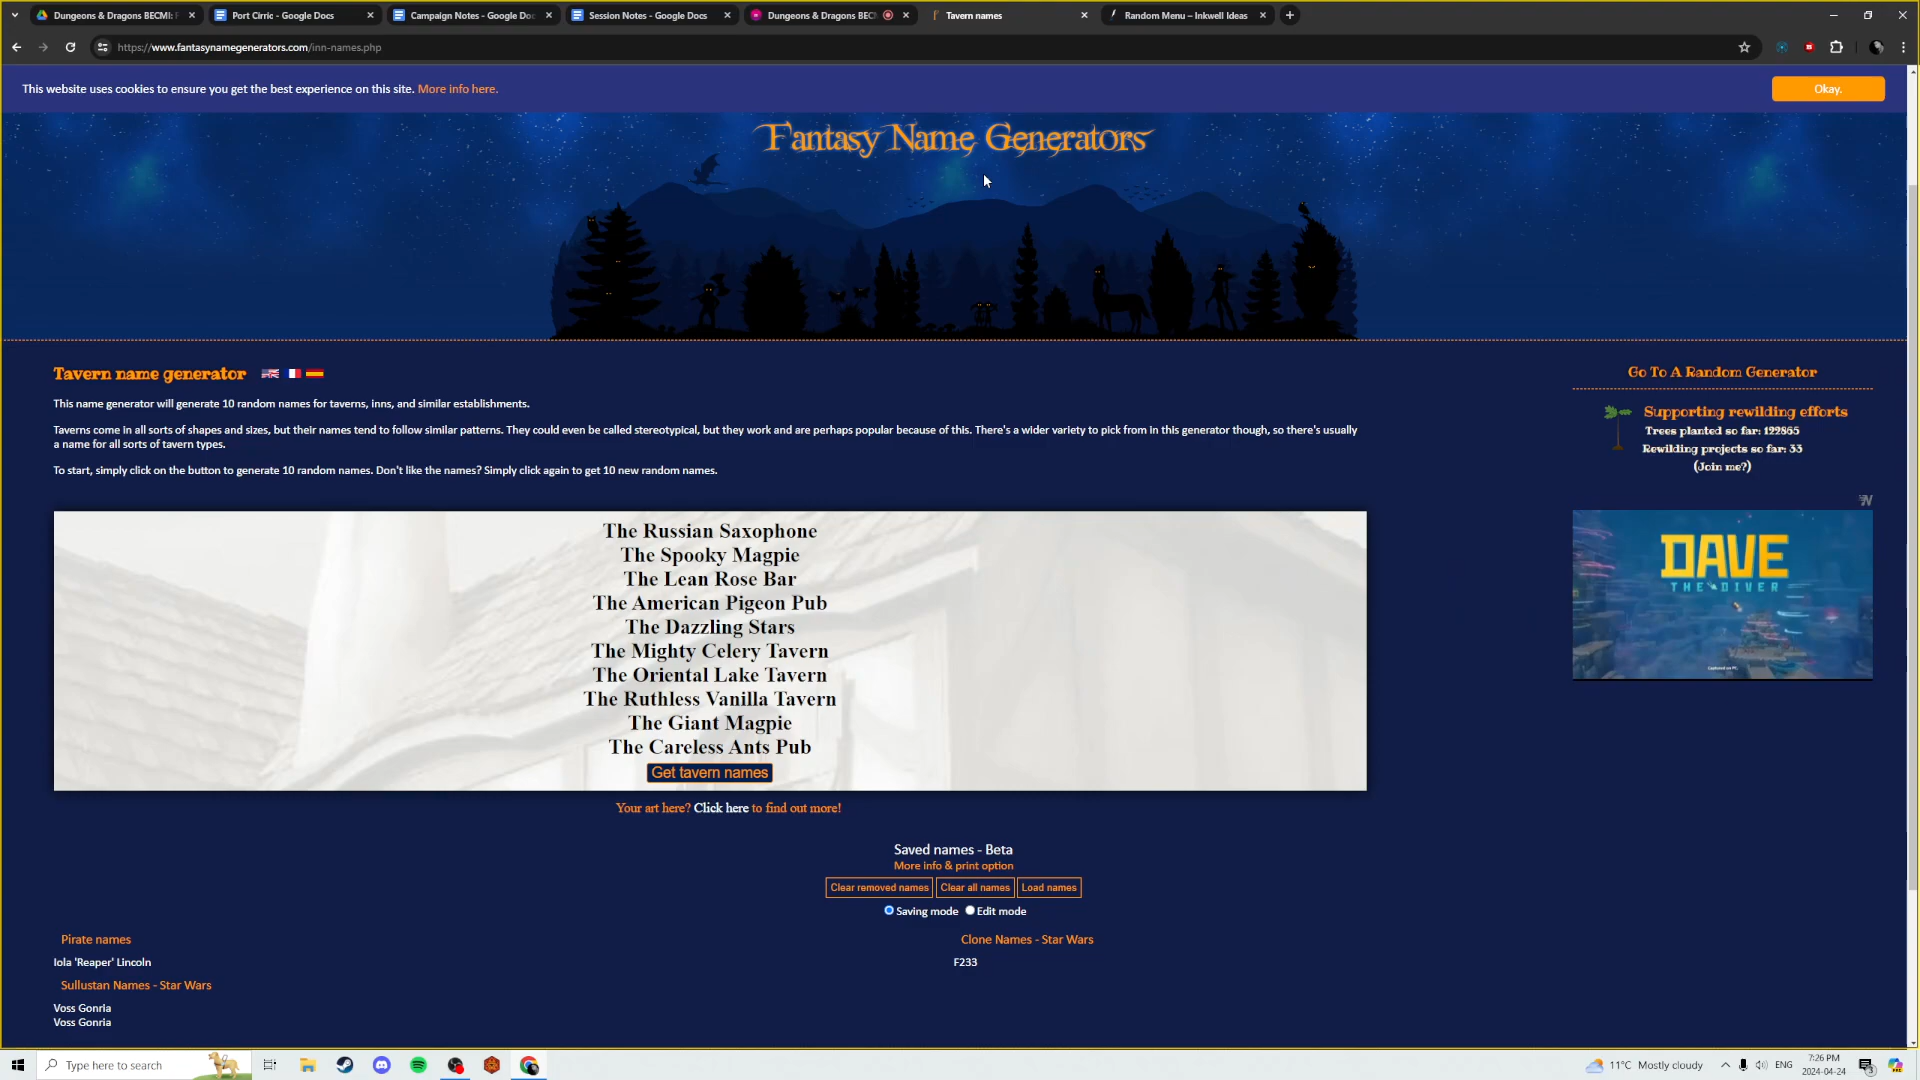 Dungeons & Dragons BECMI: F
Port Cirric - Google Docs
Campaign Notes - Google Doc
Session Notes - Google Docs
Dungeons & Dragons BEC
Tavern names
Random Menu – Inkwell Ideas
https://www.fantasynamegenerators.com/inn-names.php
This website uses cookies to ensure you get the best experience on this site. More info here.
Okay.
Fantasy Name Generators
Tavern name generator
This name generator will generate 10 random names for taverns, inns, and similar establishments.
Taverns come in all sorts of shapes and sizes, but their names tend to follow similar patterns. They could even be called stereotypical, but they work and are perhaps popular because of this. There's a wider variety to pick from in this generator though, so there's usually
a name for all sorts of tavern types.
To start, simply click on the button to generate 10 random names. Don't like the names? Simply click again to get 10 new random names.
Go To A Random Generator
Supporting rewilding efforts
Trees planted so far: 122865
Rewilding projects so far: 33
(Join me?)
The Russian Saxophone
The Spooky Magpie
The Lean Rose Bar
The American Pigeon Pub
The Dazzling Stars
The Mighty Celery Tavern
The Oriental Lake Tavern
The Ruthless Vanilla Tavern
The Giant Magpie
The Careless Ants Pub
Get tavern names
DAVE
THE DIVER
Your art here? Click here to find out more!
Saved names - Beta
More info & print option
Clear removed names
Clear all names
Load names
Saving mode
Edit mode
Pirate names
Iola 'Reaper' Lincoln
Sullustan Names - Star Wars
Voss Gonria
Voss Gonria
Clone Names - Star Wars
F233
Type here to search
11°C Mostly cloudy
ENG
7:26 PM
2024-04-24